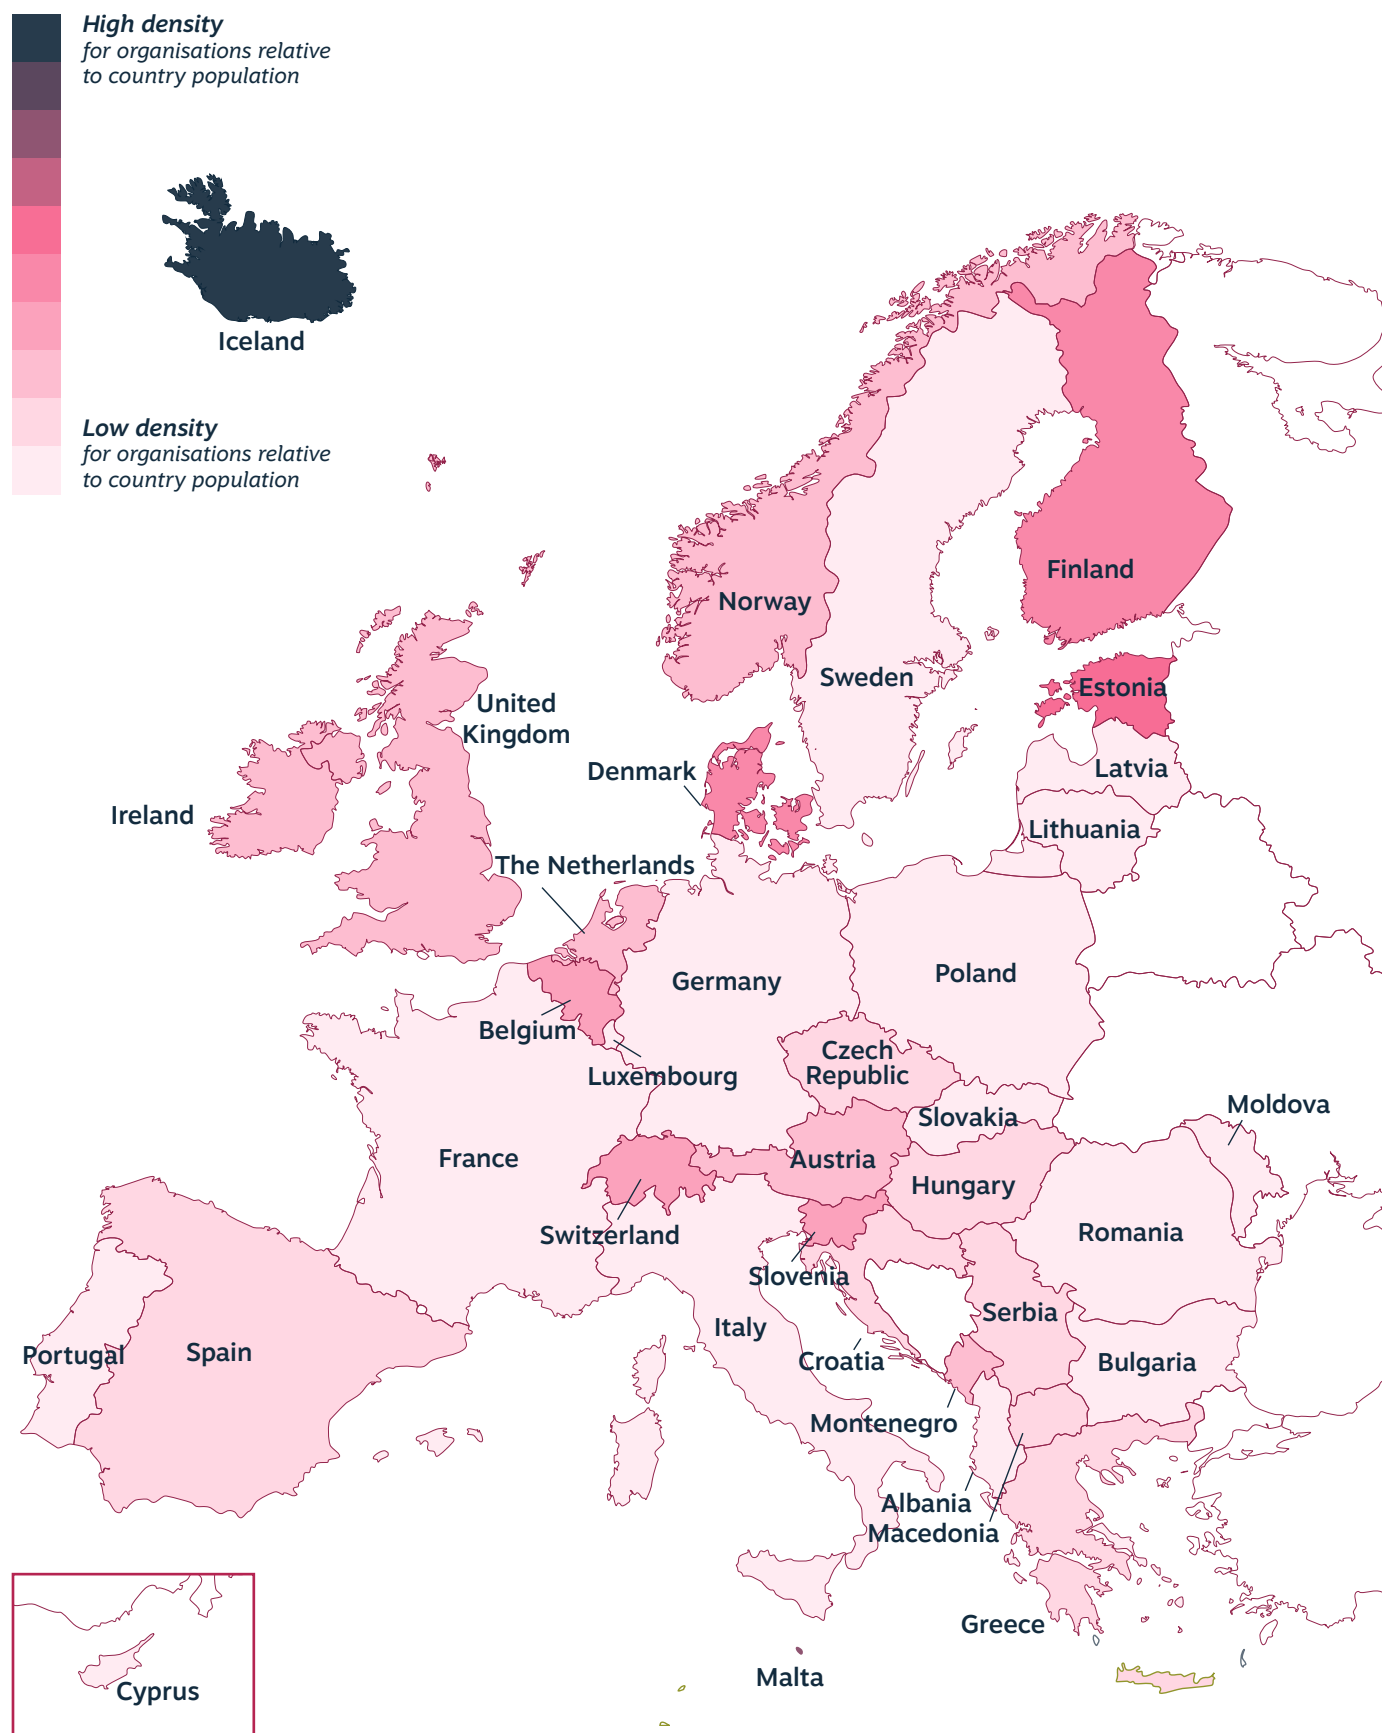 High density
for organisations relative
to country population
Iceland
Low density
for organisations relative
to country population
Finland
Norway
Sweden
Estonia
United
Kingdom
Denmark
Latvia
Ireland
Lithuania
The Netherlands
Germany
Poland
Belgium
Czech
Republic
Luxembourg
Slovakia
Moldova
France
Austria
Hungary
Switzerland
Romania
Slovenia
Serbia
Italy
Portugal
Spain
Croatia
Bulgaria
Montenegro
Albania
Macedonia
Greece
Malta
Cyprus